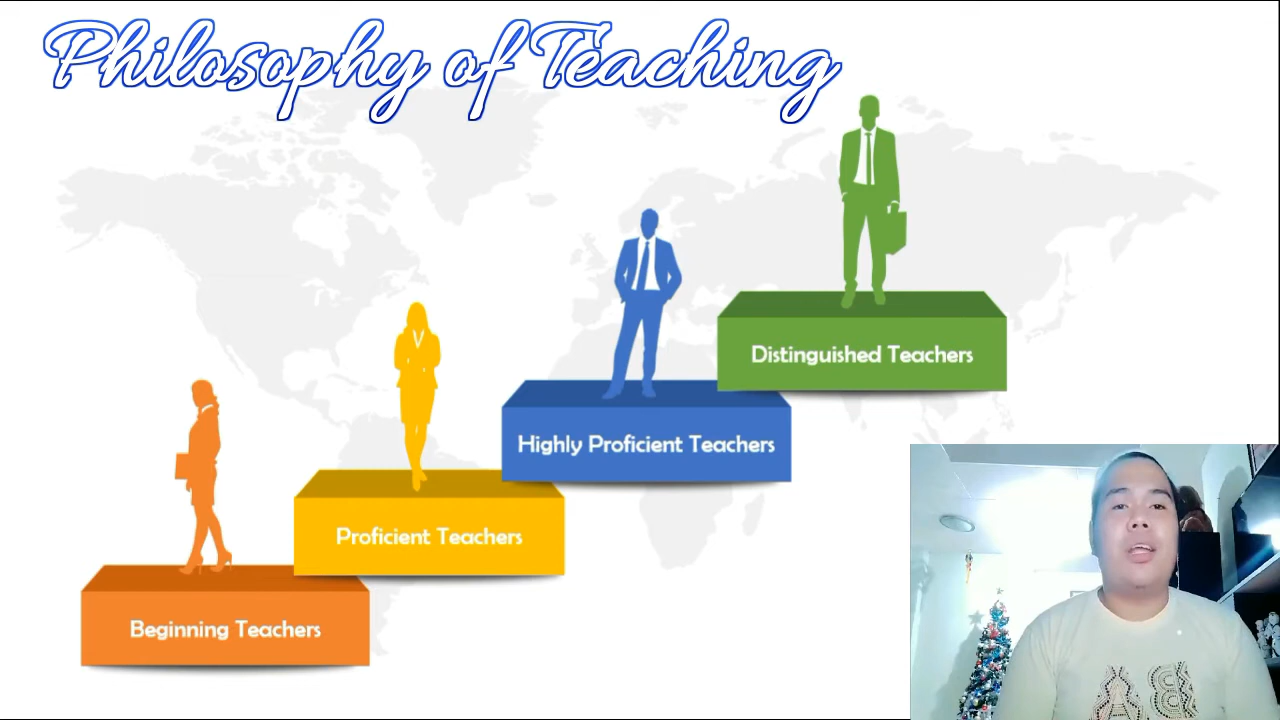 Philosophy of Teaching
Distinguished Teachers
Highly Proficient Teachers
Proficient Teachers
Beginning Teachers